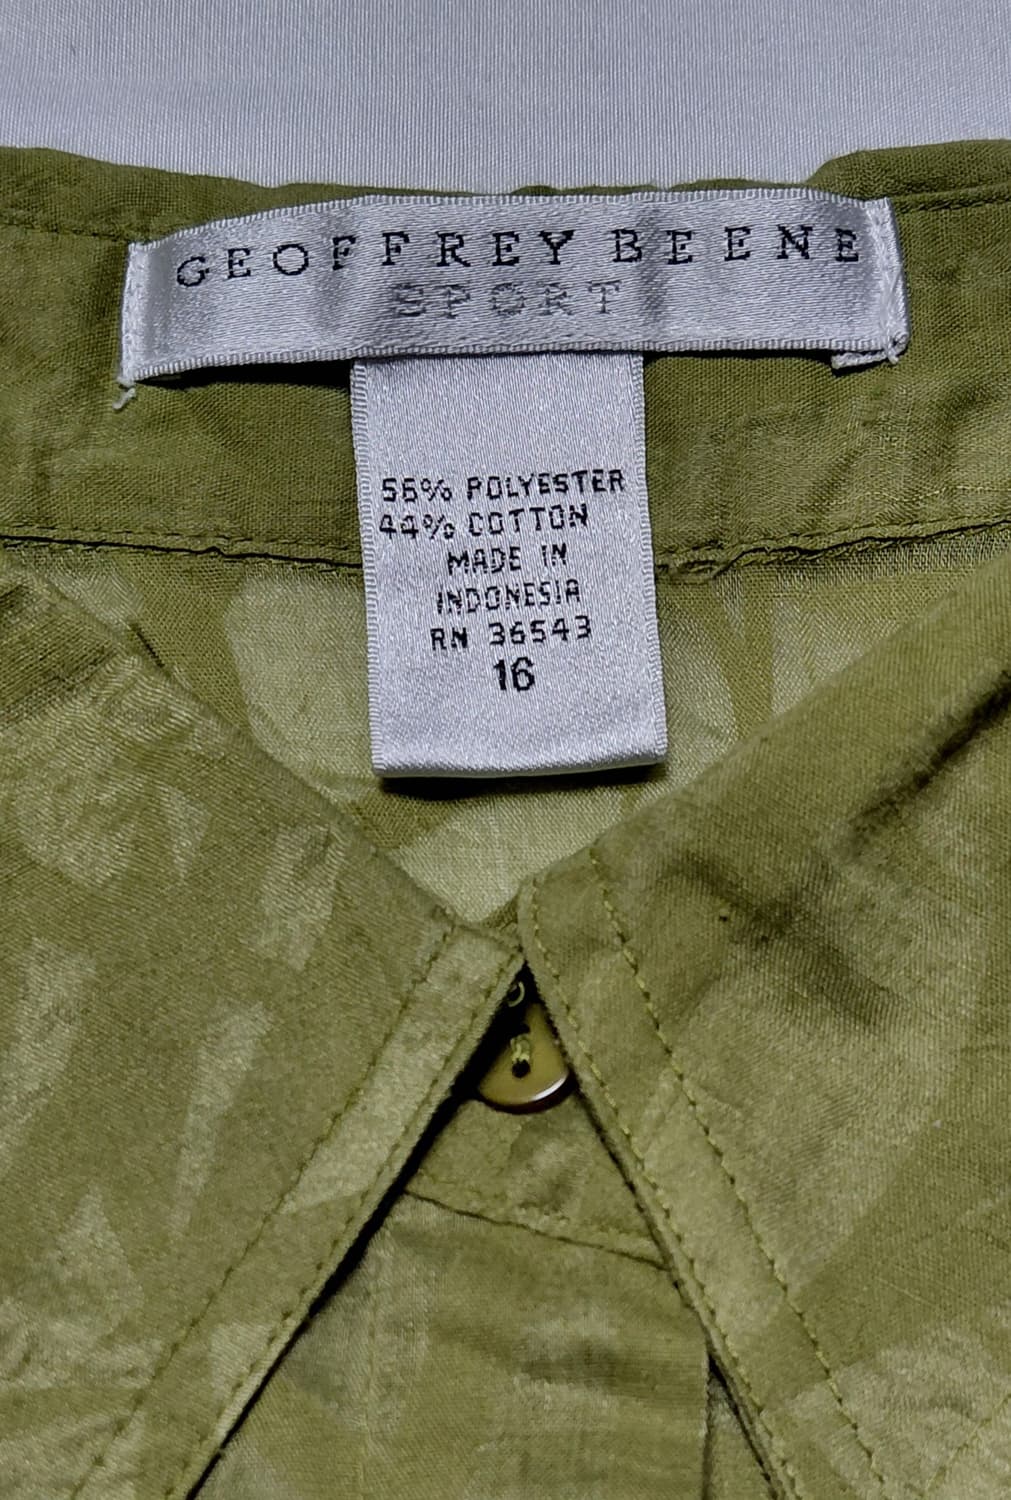 GEOFFREY BEENE
SPORT
56% POLYESTER
44% COTTON
MADE IN
INDONESIA
RN 36543
16